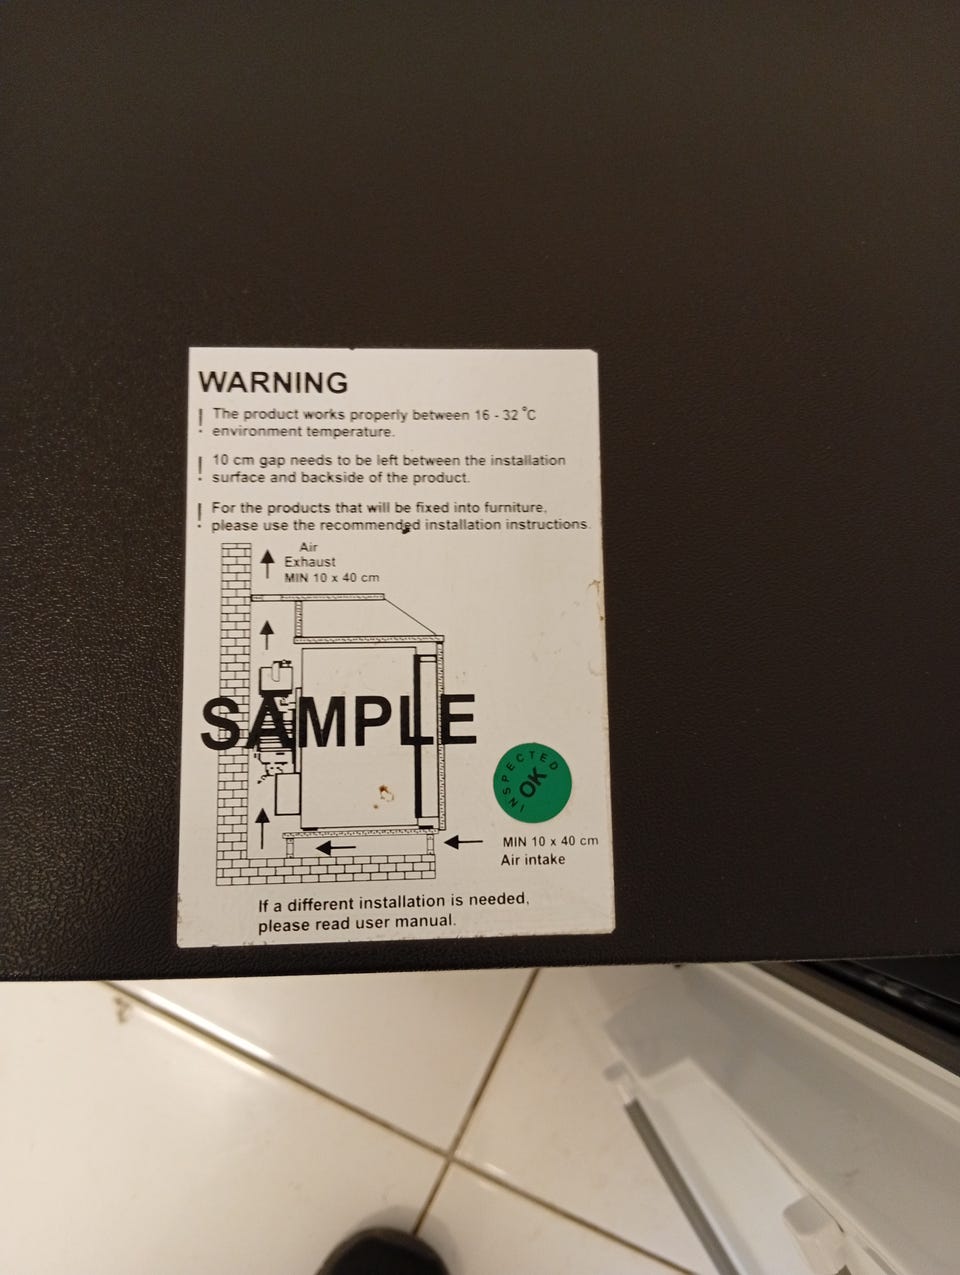 WARNING
! The product works properly between 16 - 32 °C
environment temperature.
! 10 cm gap needs to be left between the installation
surface and backside of the product.
! For the products that will be fixed into furniture,
please use the recommended installation instructions.
Air
Exhaust
MIN 10 x 40 cm
SAMPLE
INSPECTED
OK
MIN 10 x 40 cm
Air intake
If a different installation is needed,
please read user manual.